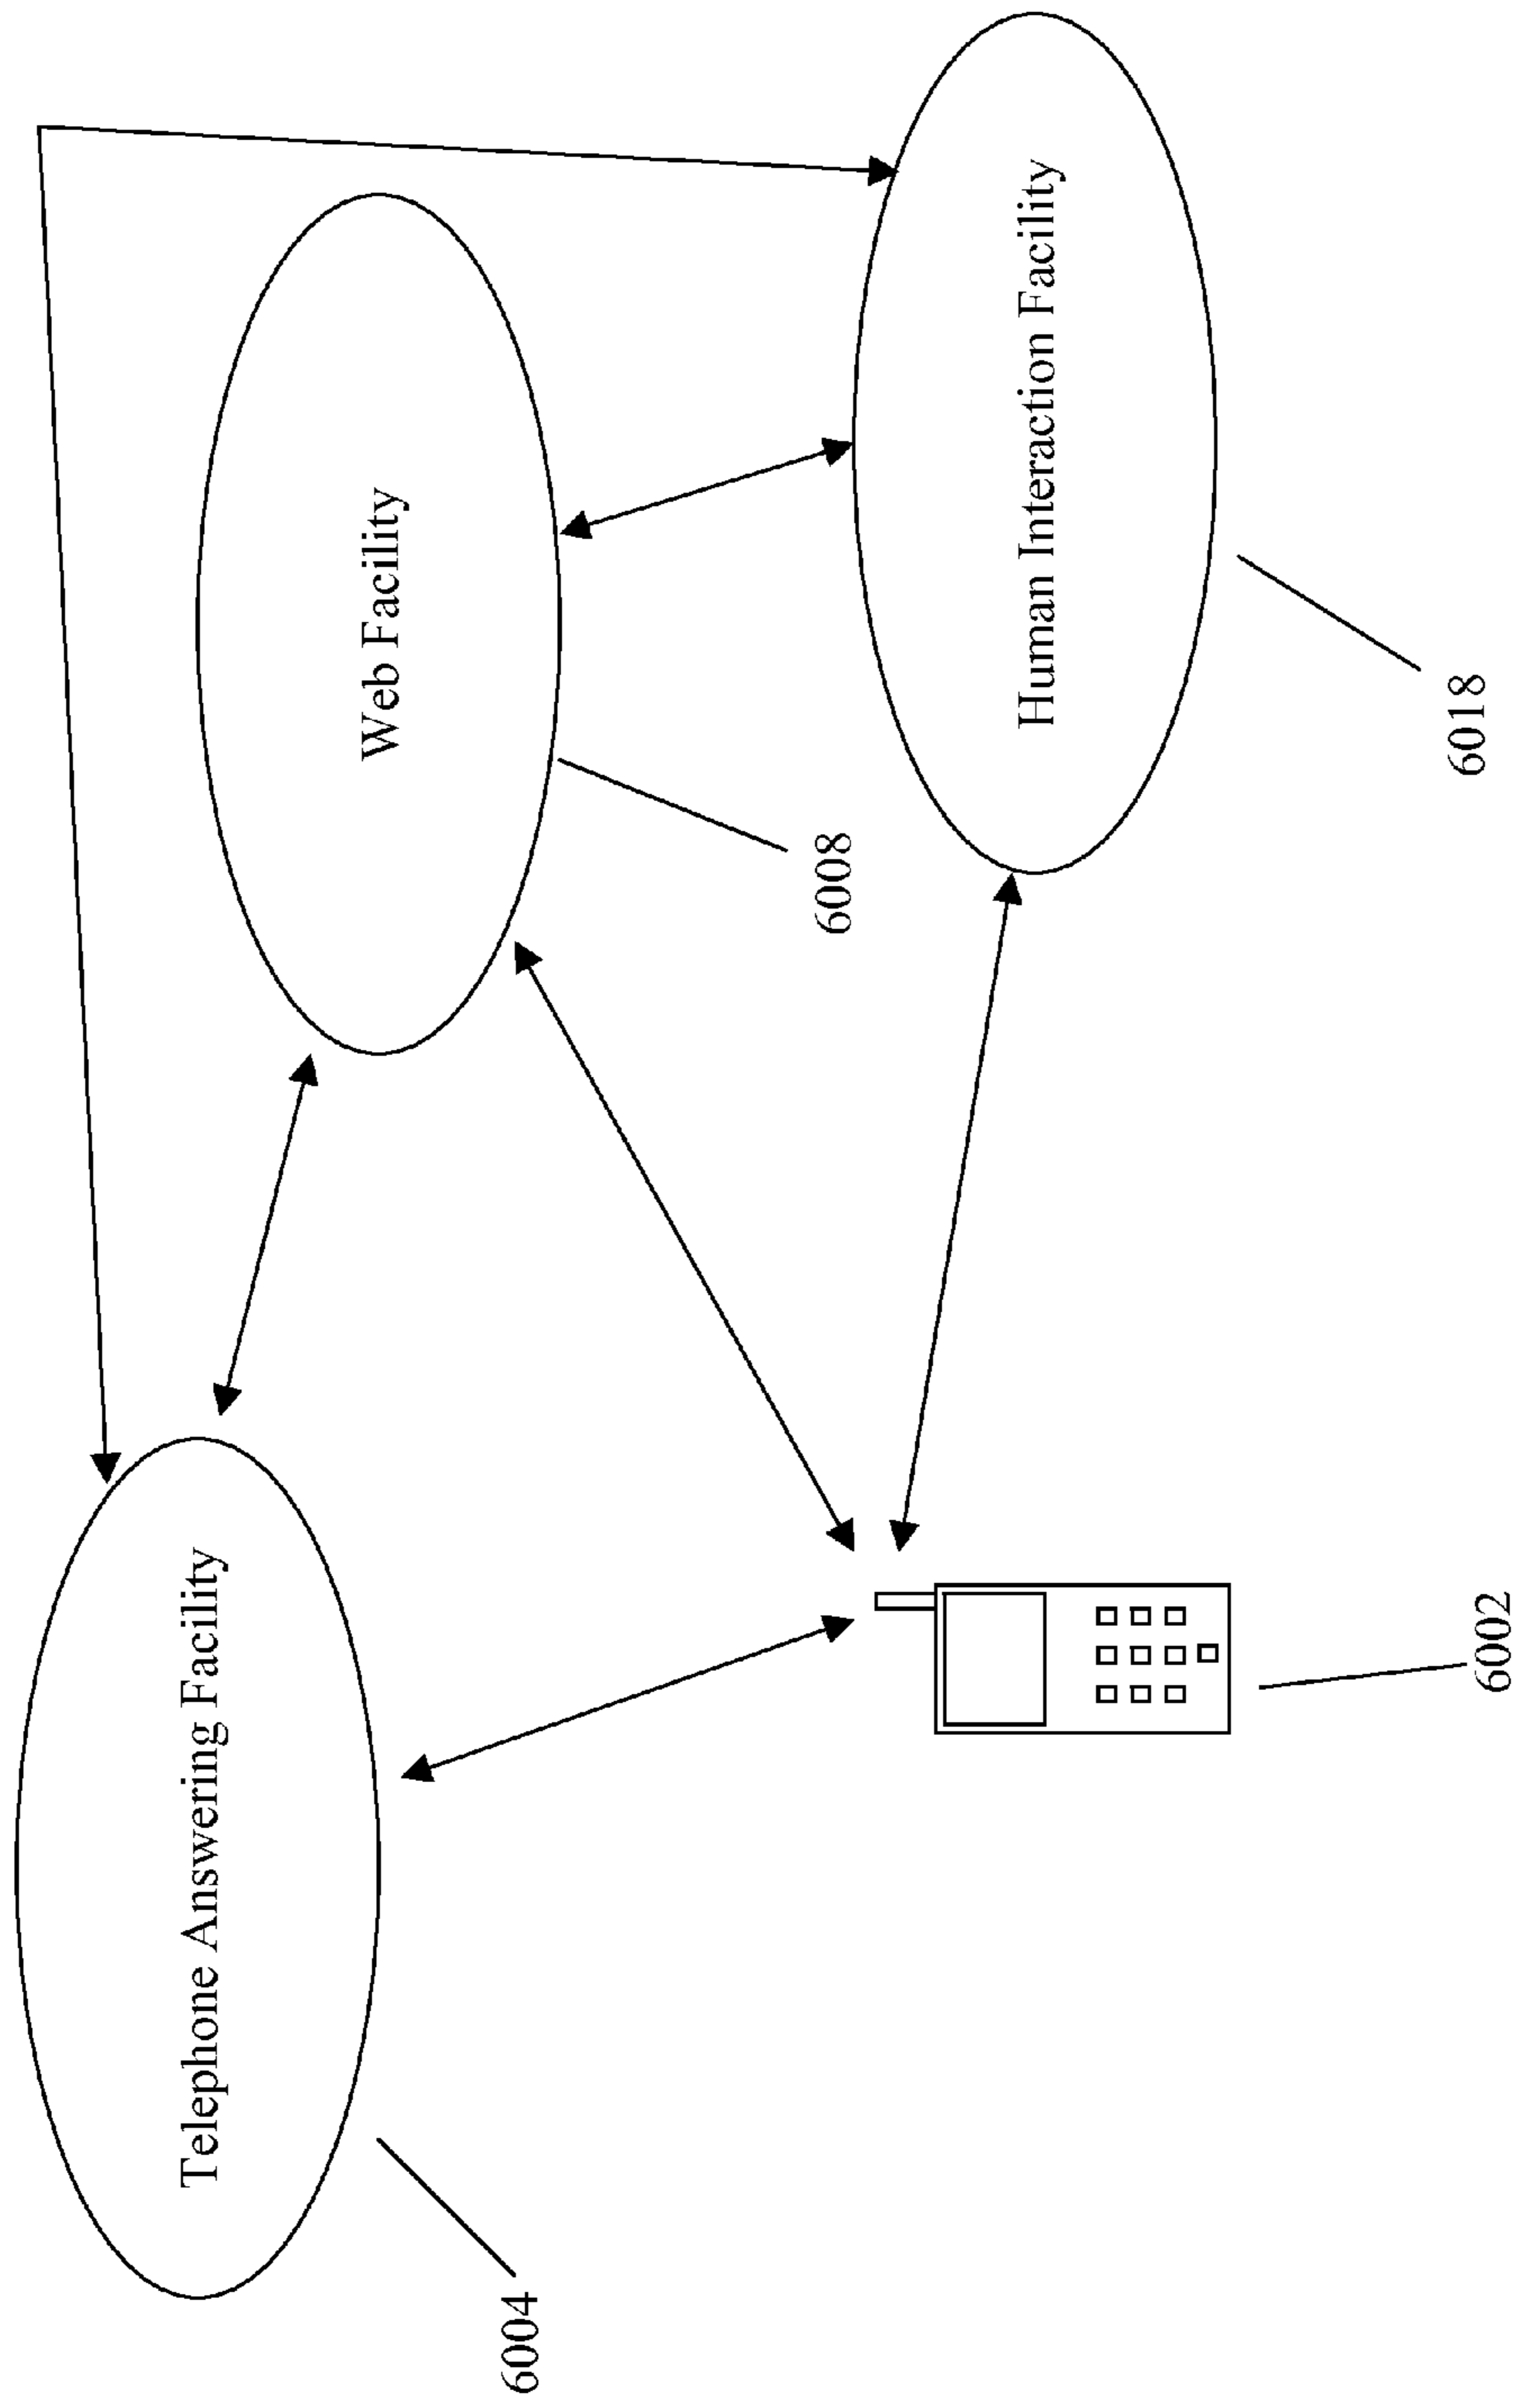 Telephone Answering Facility
6004
Web Facility
6008
Human Interaction Facility
6018
6002